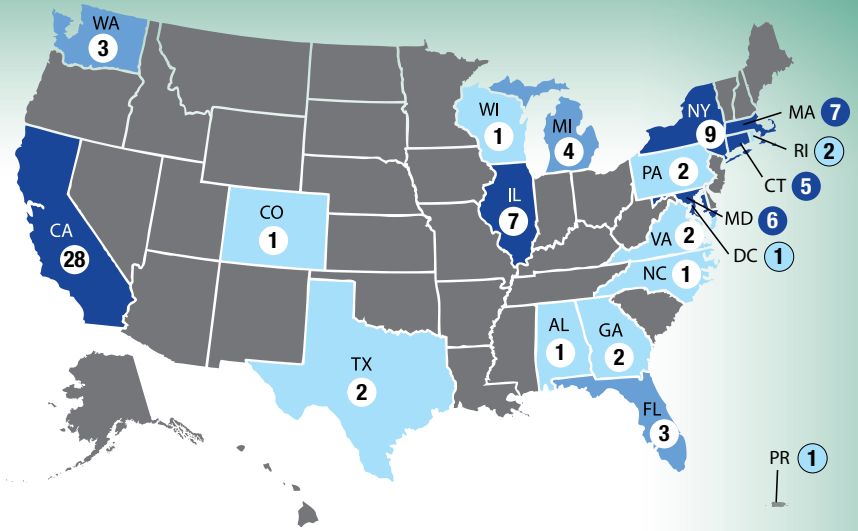 WA
3
WI
1
MI
4
NY
9
MA 7
RI 2
CT 5
PA 2
IL
7
CO
1
CA
28
MD 6
VA 2
DC 1
NC 1
AL
1
GA
2
TX
2
FL
3
PR 1